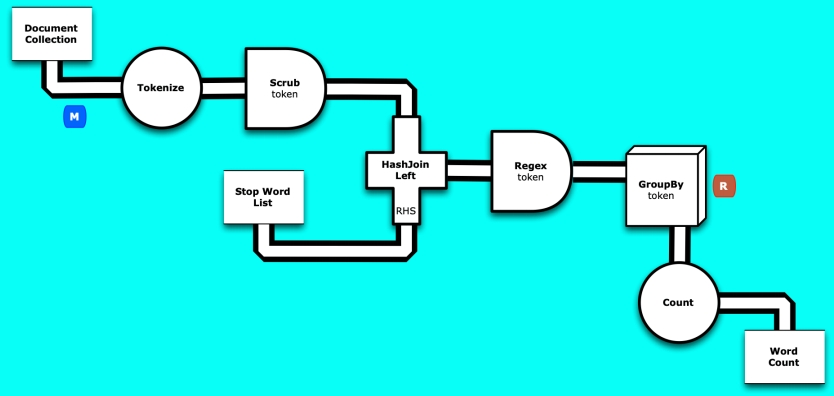 Document
Collection
Tokenize
Scrub
token
M
HashJoin
Left
RHS
Stop Word
List
Regex
token
GroupBy
token
R
Count
Word
Count